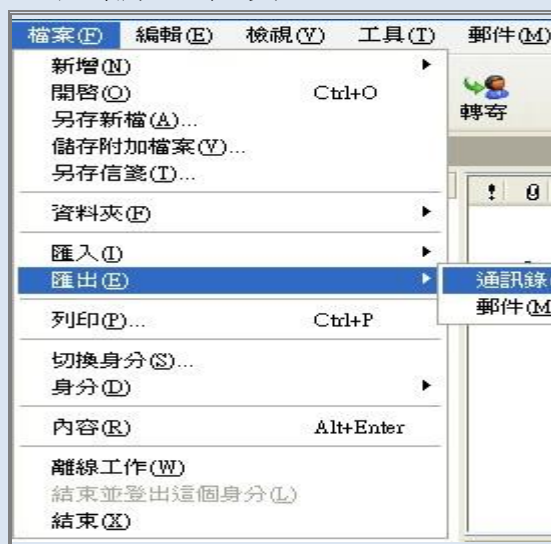 檔案(F) 編輯(E) 檢視(V) 工具(T) 郵件(M)
新增(N)
開啓(O) Ctrl+O
另存新檔(A)...
儲存附加檔案(V)...
另存信箋(T)...
轉寄
資料夾(F)
匯入(I)
匯出(E)
通訊錄(
郵件(M
列印(P)... Ctrl+P
切換身分(S)...
身分(D)
內容(R) Alt+Enter
離線工作(W)
結束並登出這個身分(L)
結束(X)